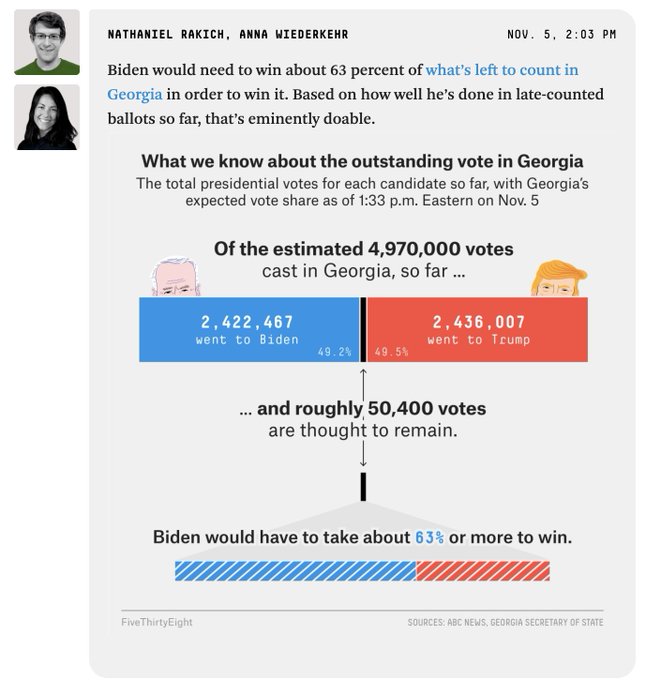 NATHANIEL RAKICH, ANNA WIEDERKEHR
NOV. 5, 2:03 PM
Biden would need to win about 63 percent of what's left to count in
Georgia in order to win it. Based on how well he's done in late-counted
ballots so far, that's eminently doable.
What we know about the outstanding vote in Georgia
The total presidential votes for each candidate so far, with Georgia's
expected vote share as of 1:33 p.m. Eastern on Nov. 5
Of the estimated 4,970,000 votes
cast in Georgia, so far ...
2,422,467
went to Biden
49.2%
2,436,007
went to Trump
49.5%
... and roughly 50,400 votes
are thought to remain.
Biden would have to take about 63% or more to win.
FiveThirtyEight
SOURCES: ABC NEWS, GEORGIA SECRETARY OF STATE